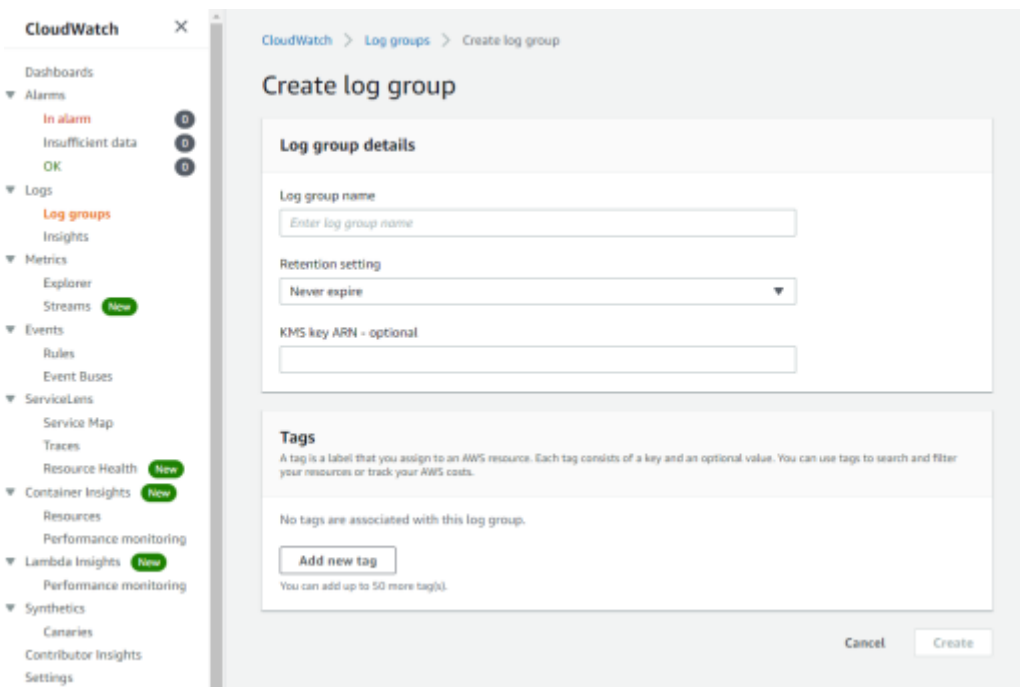 CloudWatch
Dashboards
Alarms
In alarm 0
Insufficient data 0
OK 0
Logs
Log groups
Insights
Metrics
Explorer
Streams New
Events
Rules
Event Buses
ServiceLens
Service Map
Traces
Resource Health New
Container Insights New
Resources
Performance monitoring
Lambda Insights New
Performance monitoring
Synthetics
Canaries
Contributor Insights
Settings
CloudWatch > Log groups > Create log group
Create log group
Log group details
Log group name
Enter log group name
Retention setting
Never expire
KMS key ARN - optional
Tags
A tag is a label that you assign to an AWS resource. Each tag consists of a key and an optional value. You can use tags to search and filter
your resources or track your AWS costs.
No tags are associated with this log group.
Add new tag
You can add up to 50 more tag(s).
Cancel Create